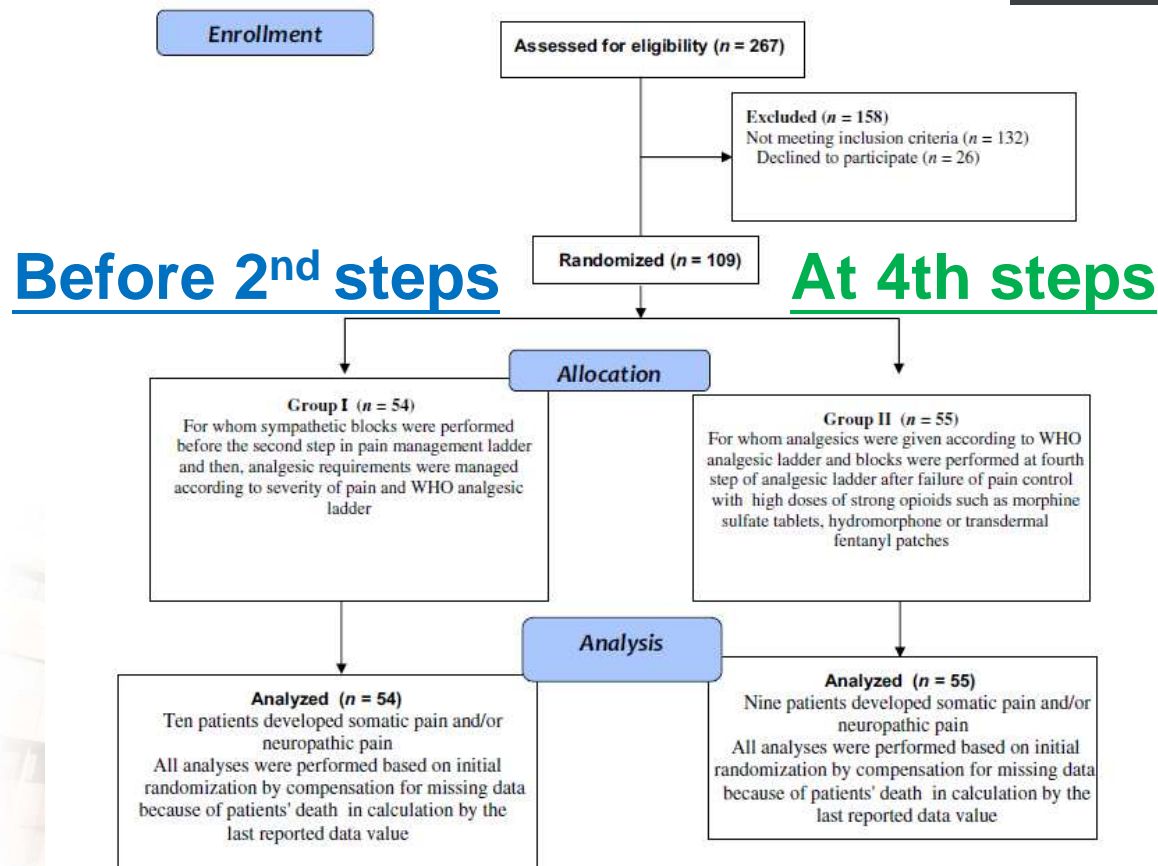 Enrollment
Assessed for eligibility (n = 267)
Excluded (n = 158)
Not meeting inclusion criteria (n = 132)
Declined to participate (n = 26)
Randomized (n = 109)
Before 2nd steps
At 4th steps
Allocation
Group I (n = 54)
For whom sympathetic blocks were performed
before the second step in pain management ladder
and then, analgesic requirements were managed
according to severity of pain and WHO analgesic
ladder
Group II (n = 55)
For whom analgesics were given according to WHO
analgesic ladder and blocks were performed at fourth
step of analgesic ladder after failure of pain control
with high doses of strong opioids such as morphine
sulfate tablets, hydromorphone or transdermal
fentanyl patches
Analysis
Analyzed (n = 54)
Ten patients developed somatic pain and/or
neuropathic pain
All analyses were performed based on initial
randomization by compensation for missing data
because of patients' death in calculation by the
last reported data value
Analyzed (n = 55)
Nine patients developed somatic pain and/or
neuropathic pain
All analyses were performed based on initial
randomization by compensation for missing data
because of patients' death in calculation by the
last reported data value